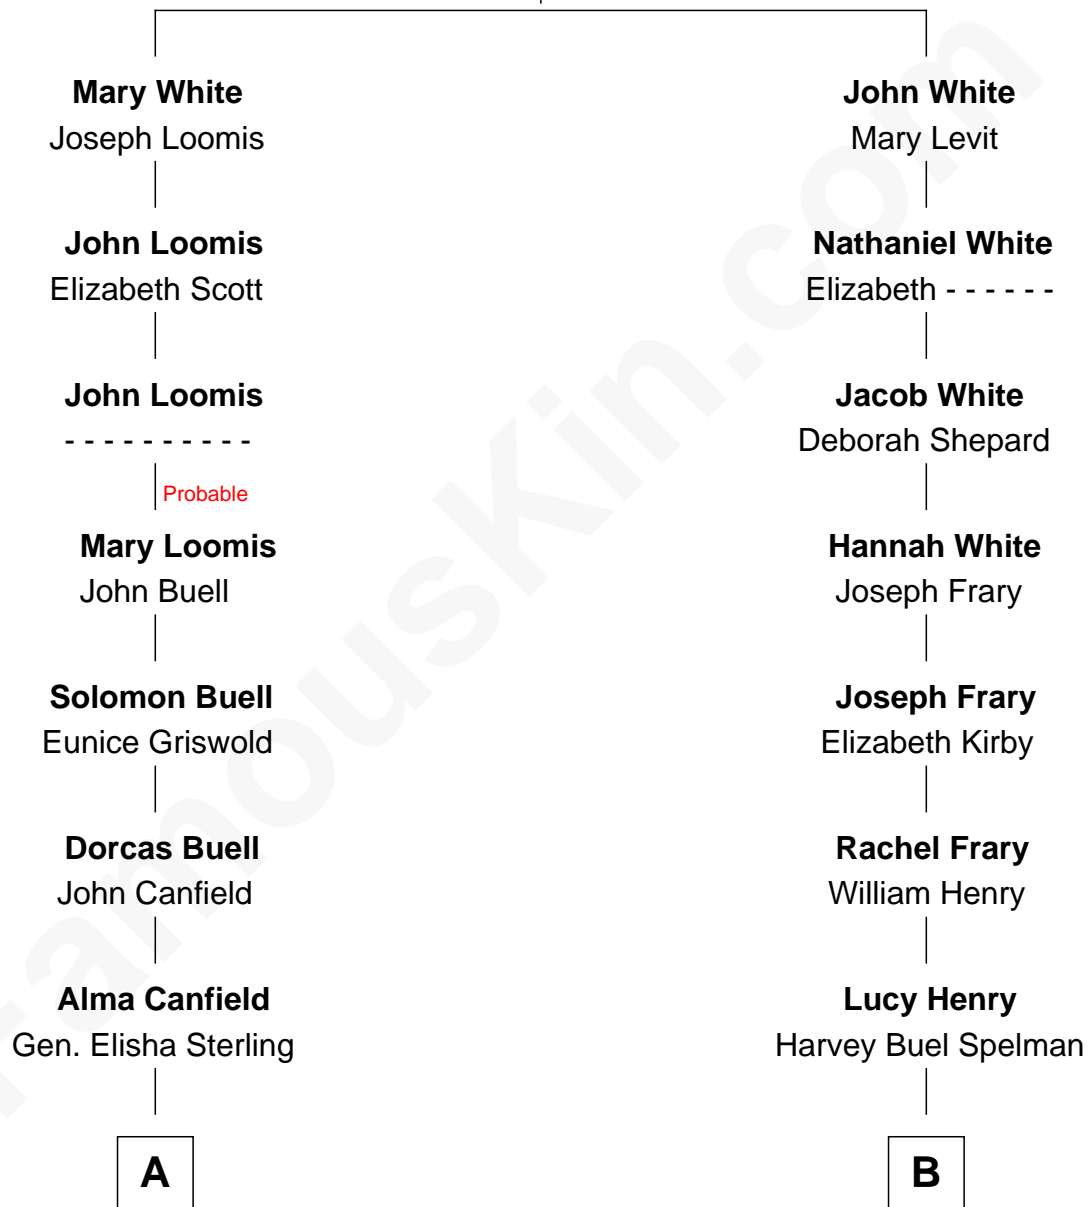 Mary White
Joseph Loomis
John White
Mary Levit
John Loomis
Elizabeth Scott
Nathaniel White
Elizabeth - - - - - -
John Loomis
- - - - - - - - - -
Jacob White
Deborah Shepard
Probable
Mary Loomis
John Buell
Hannah White
Joseph Frary
Solomon Buell
Eunice Griswold
Joseph Frary
Elizabeth Kirby
Dorcas Buell
John Canfield
Rachel Frary
William Henry
Alma Canfield
Gen. Elisha Sterling
Lucy Henry
Harvey Buel Spelman
A
B
FamousKin.com